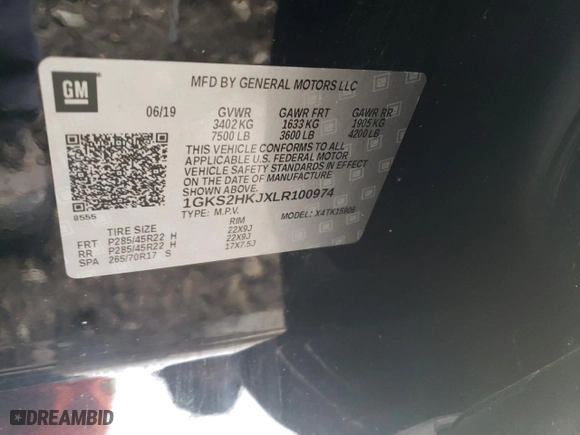 GM
MFD BY GENERAL MOTORS LLC
06/19 GVWR GAWR FRT GAWR RR
3402 KG 1633 KG 1905 KG
7500 LB 3600 LB 4200 LB
THIS VEHICLE CONFORMS TO ALL
APPLICABLE U.S. FEDERAL MOTOR
VEHICLE SAFETY STANDARDS IN
EFFECT ON THE DATE OF MANUFACTURE
SHOWN ABOVE.
1GKS2HKJXLR100974
8555
TYPE: M.P.V. MODEL: X4TK15906
TIRE SIZE RIM
FRT P285/45R22 H 22X9J
RR P285/45R22 H 22X9J
SPA 265/70R17 S 17X7.5J
DREAMBID